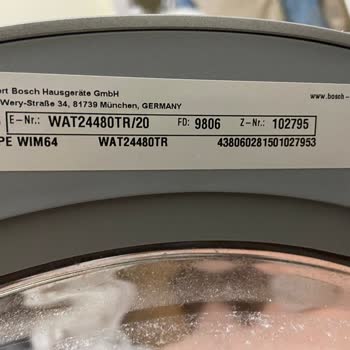 ert Bosch Hausgeräte GmbH www.bosch-
Wery-Straße 34, 81739 München, GERMANY
E-Nr.: WAT24480TR/20 FD: 9806 Z-Nr.: 102795
PE WIM64 WAT24480TR 438060281501027953